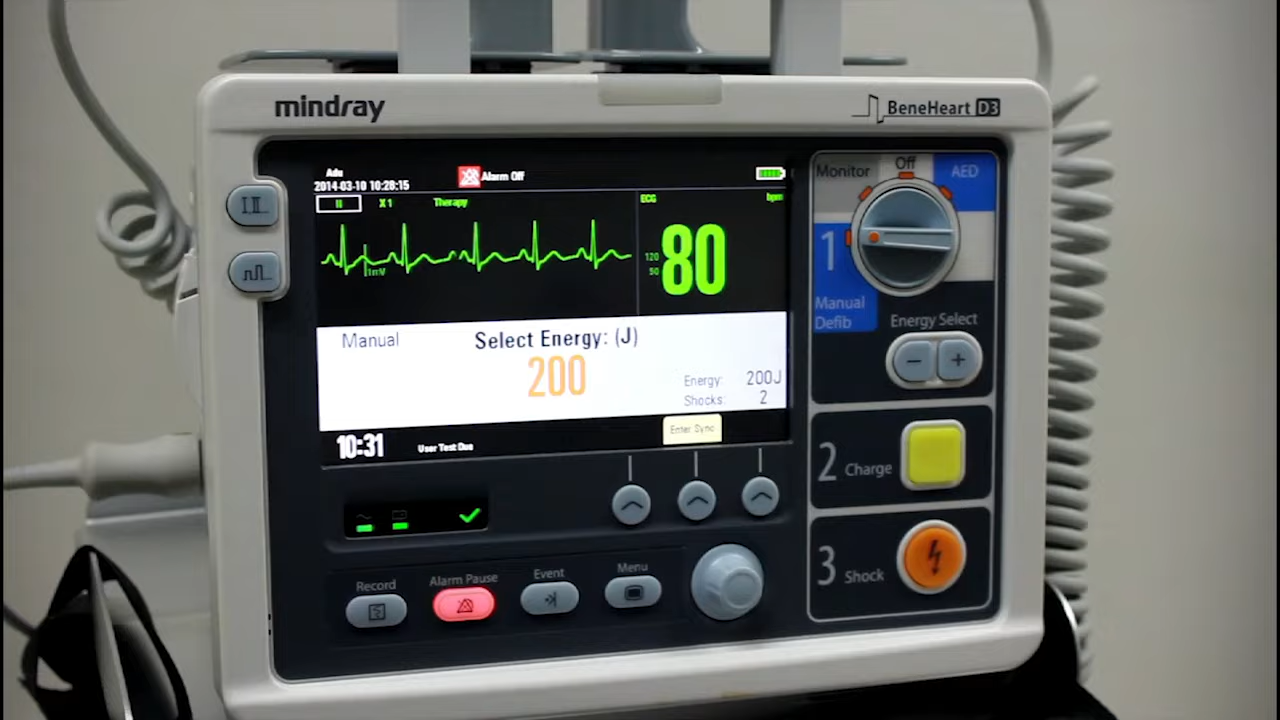 mindray
BeneHeart D3
Adu
2014-03-10 10:28:15
Alarm Off
II
X1
Therapy
1mV
ECG
bpm
120
50
80
Manual
Select Energy: (J)
200
Energy: 200J
Shocks: 2
Enter Sync
10:31
User Test Due
Monitor
Off
AED
1
Manual
Defib
Energy Select
- +
2 Charge
3 Shock
Record
Alarm Pause
Event
Menu